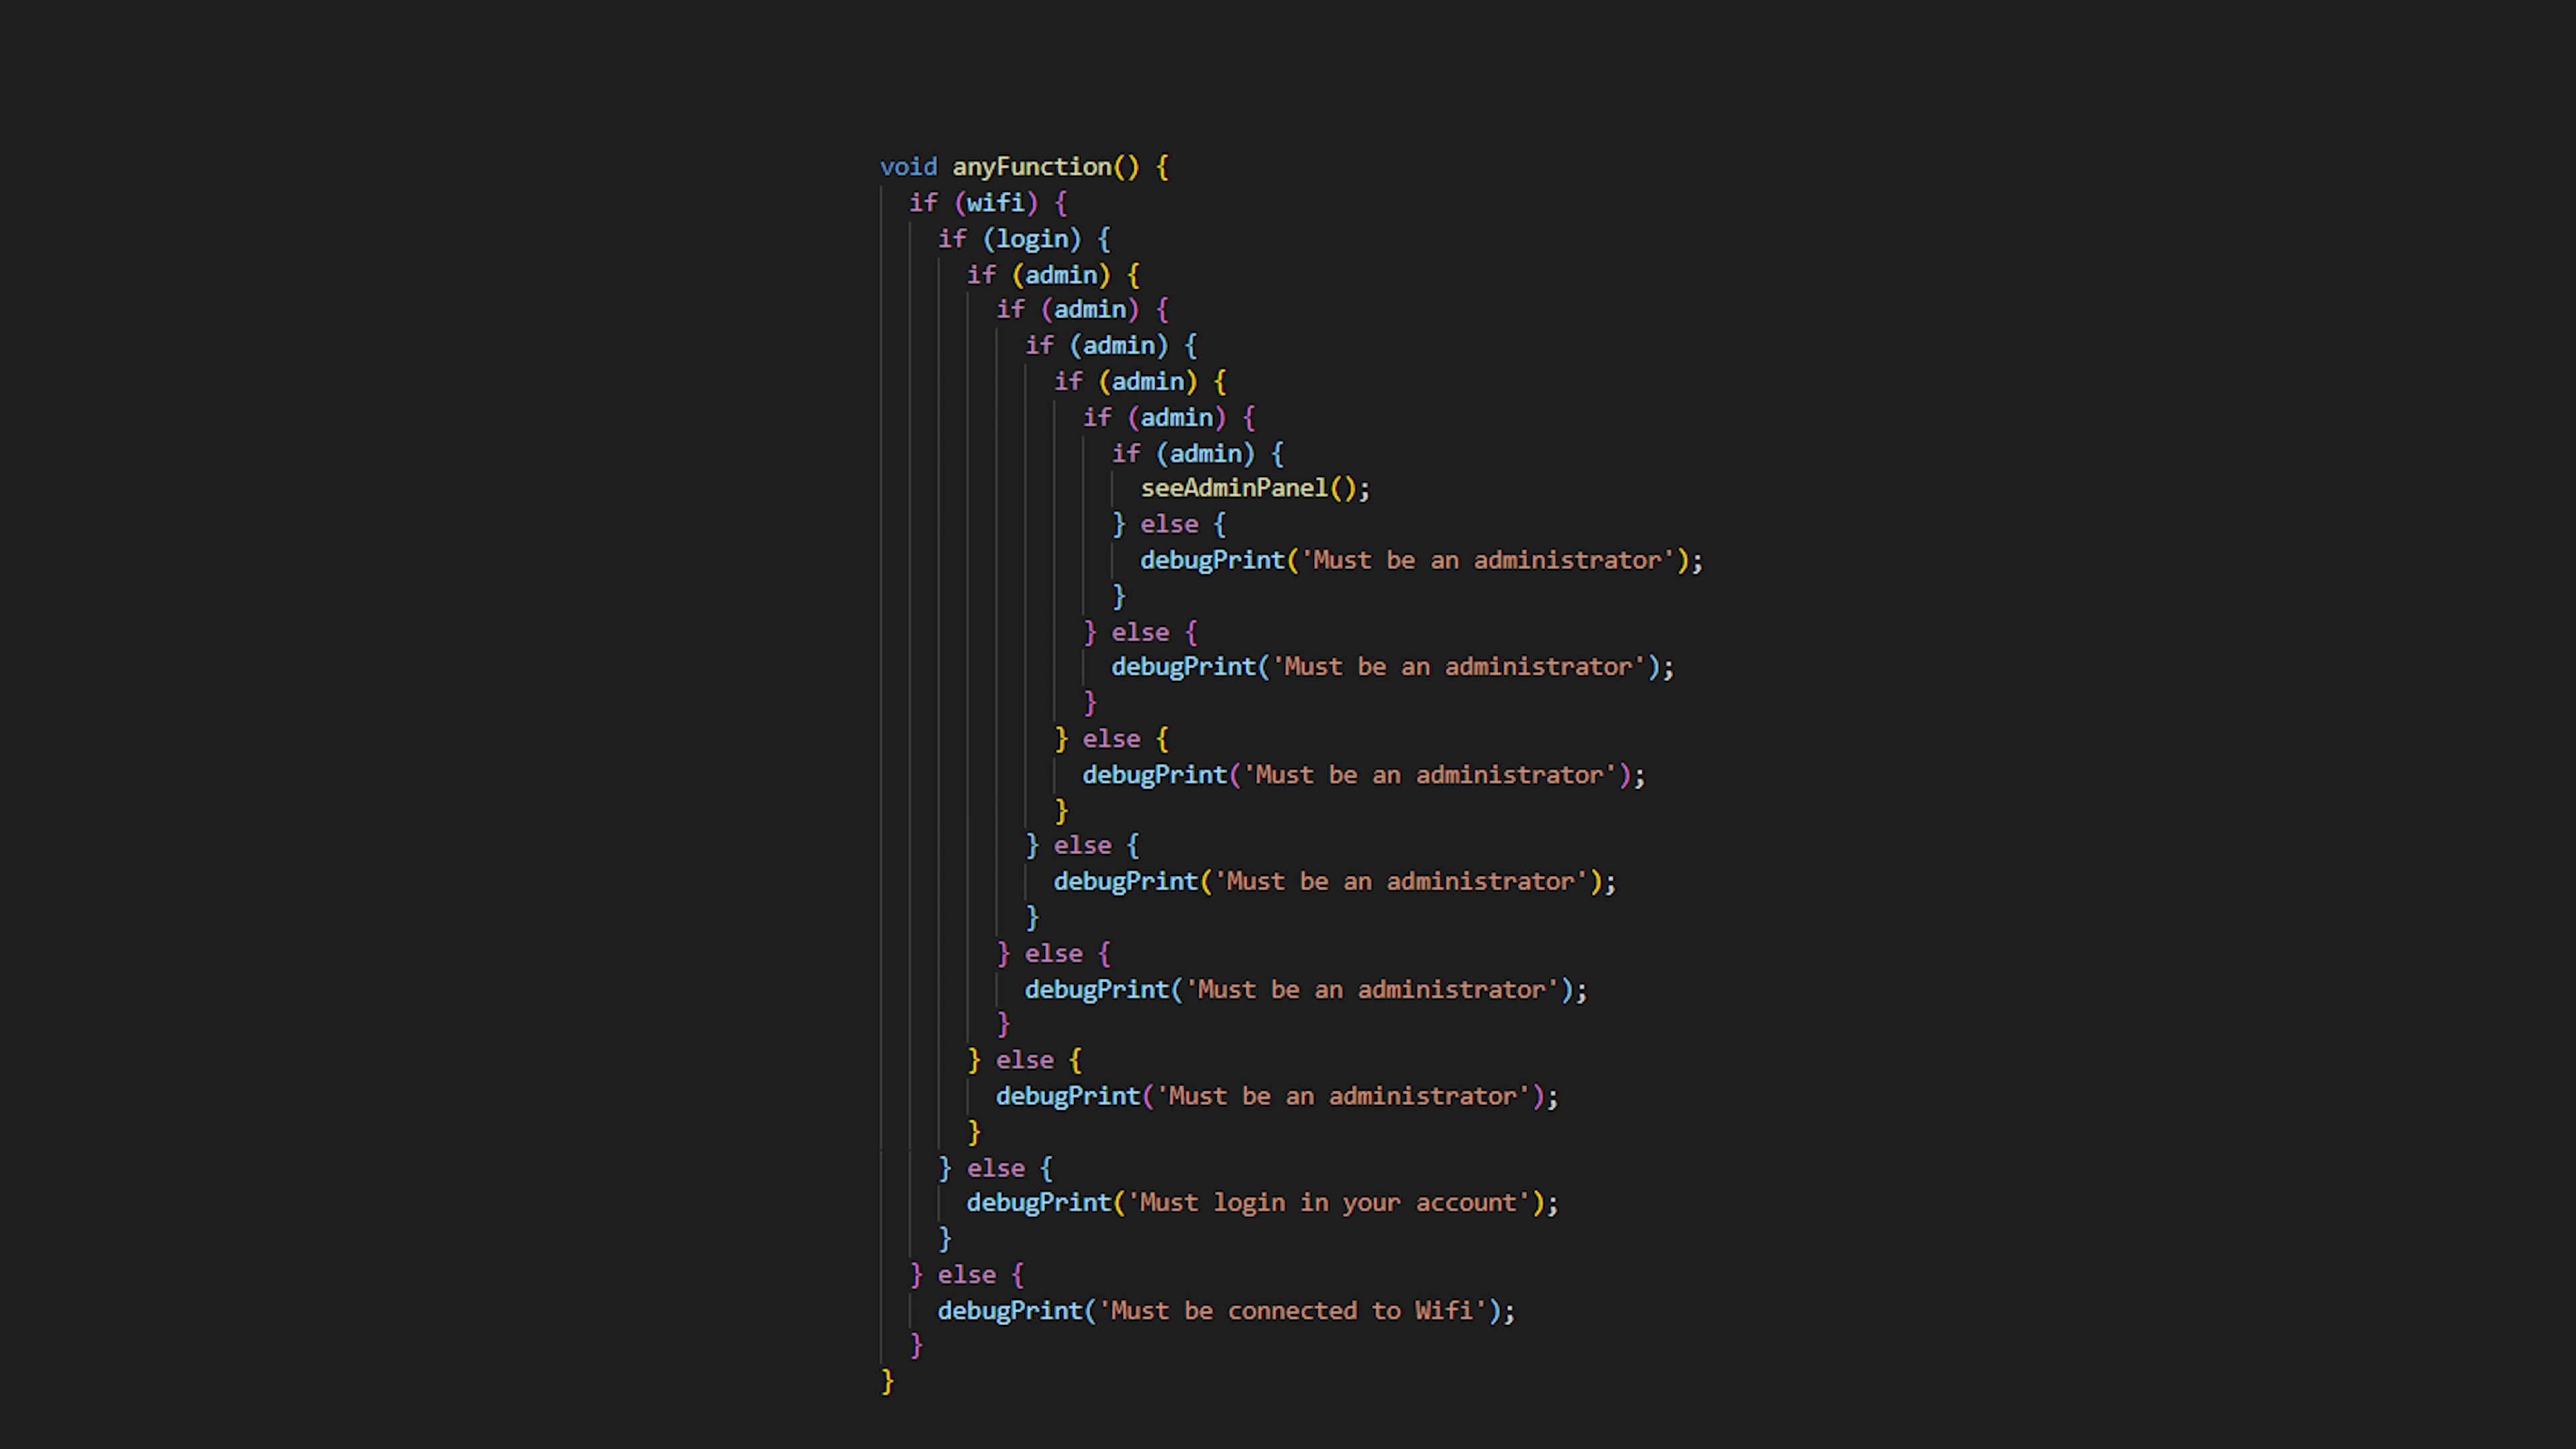 void anyFunction() {
  if (wifi) {
    if (login) {
      if (admin) {
        if (admin) {
          if (admin) {
            if (admin) {
              if (admin) {
                if (admin) {
                  seeAdminPanel();
                } else {
                  debugPrint('Must be an administrator');
                }
              } else {
                debugPrint('Must be an administrator');
              }
            } else {
              debugPrint('Must be an administrator');
            }
          } else {
            debugPrint('Must be an administrator');
          }
        } else {
          debugPrint('Must be an administrator');
        }
      } else {
        debugPrint('Must be an administrator');
      }
    } else {
      debugPrint('Must login in your account');
    }
  } else {
    debugPrint('Must be connected to Wifi');
  }
}